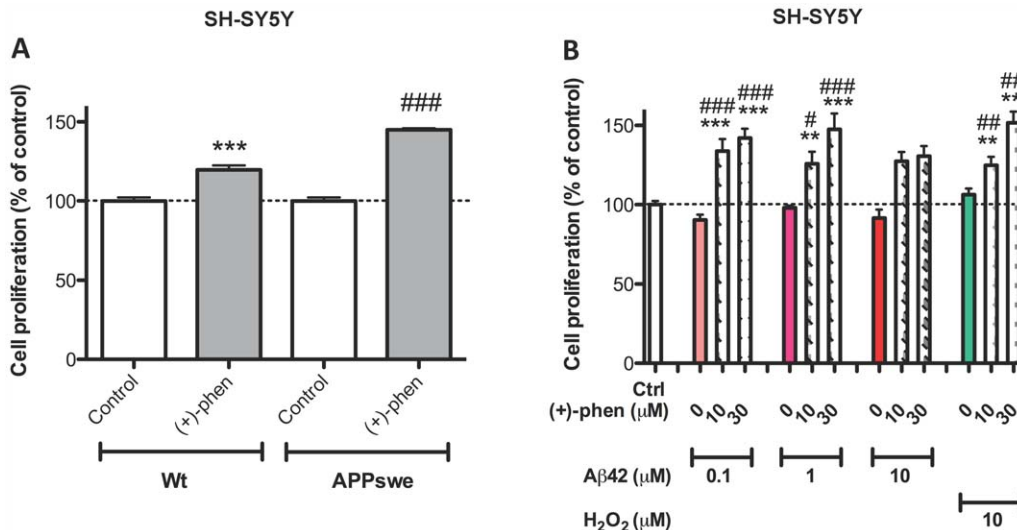 SH-SY5Y
A
Cell proliferation (% of control)
150
100
50
0
***
###
Control
(+)-phen
Control
(+)-phen
Wt
APPswe
SH-SY5Y
B
Cell proliferation (% of control)
150
100
50
0
###
***
###
***
#
**
###
***
##
**
##
**
Ctrl
(+)-phen (μM)
0 10 30
0 10 30
0 10 30
0 10 30
Aβ42 (μM)
0.1
1
10
H₂O₂ (μM)
10